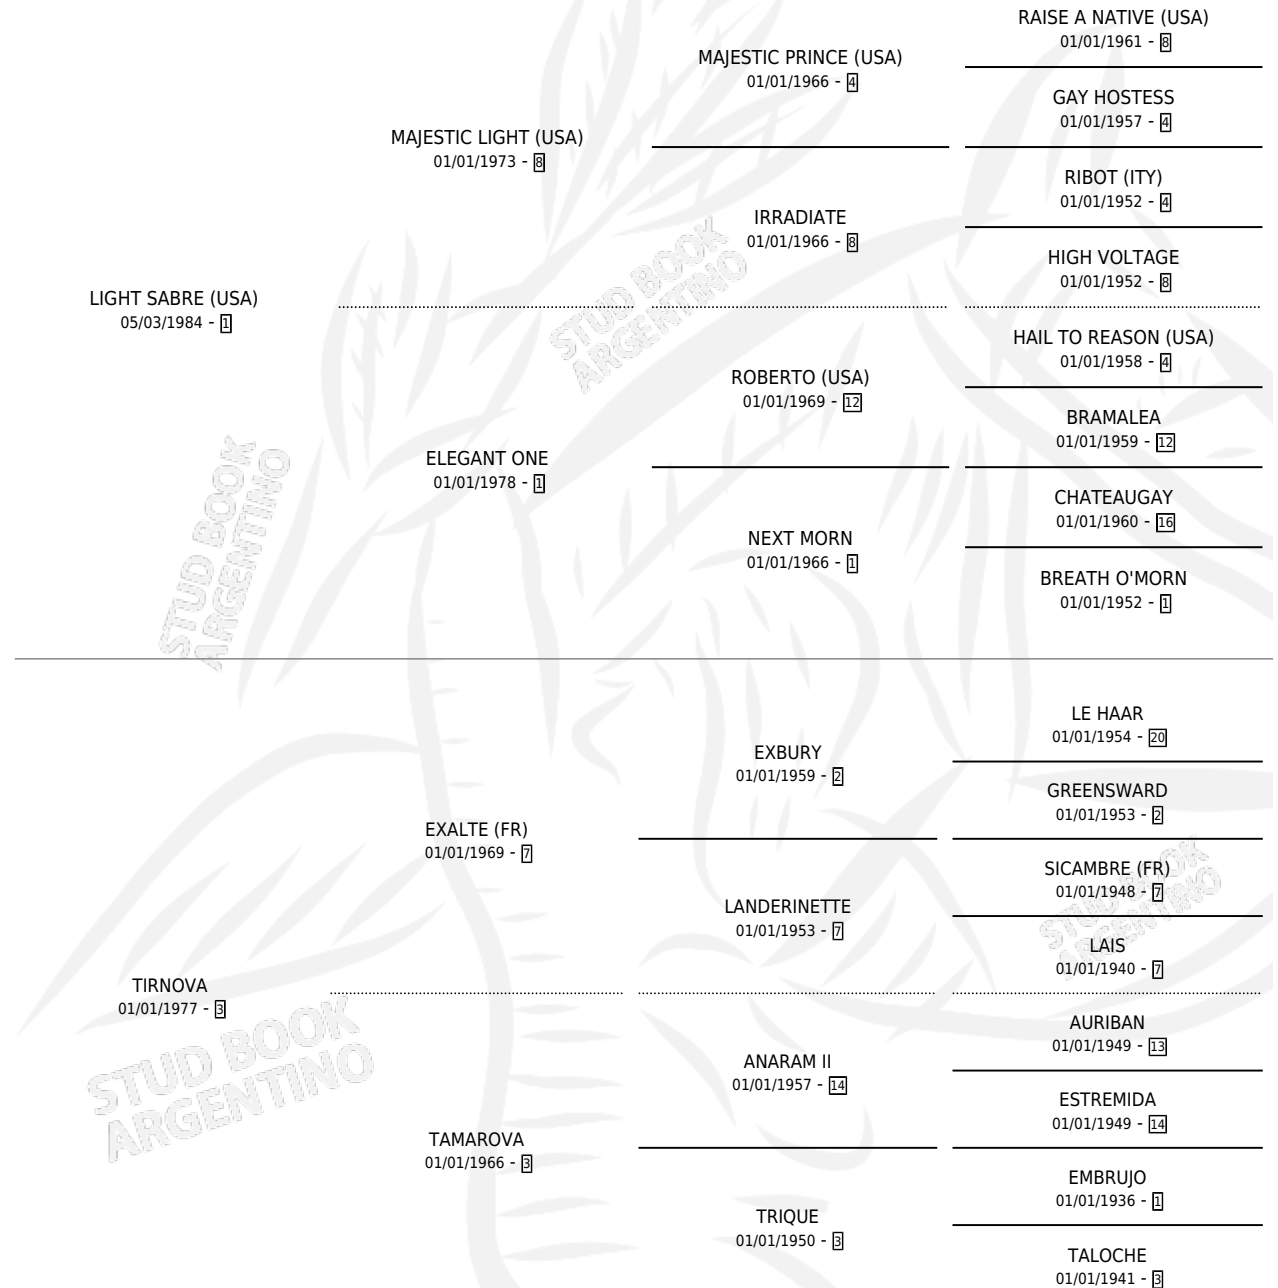 RAISE A NATIVE (USA)
01/01/1961 - 8
MAJESTIC PRINCE (USA)
01/01/1966 - 4
GAY HOSTESS
01/01/1957 - 4
MAJESTIC LIGHT (USA)
01/01/1973 - 8
RIBOT (ITY)
01/01/1952 - 4
IRRADIATE
01/01/1966 - 8
HIGH VOLTAGE
01/01/1952 - 8
LIGHT SABRE (USA)
05/03/1984 - 1
HAIL TO REASON (USA)
01/01/1958 - 4
ROBERTO (USA)
01/01/1969 - 12
BRAMALEA
01/01/1959 - 12
ELEGANT ONE
01/01/1978 - 1
CHATEAUGAY
01/01/1960 - 16
NEXT MORN
01/01/1966 - 1
BREATH O'MORN
01/01/1952 - 1
LE HAAR
01/01/1954 - 20
EXBURY
01/01/1959 - 2
GREENSWARD
01/01/1953 - 2
EXALTE (FR)
01/01/1969 - 7
SICAMBRE (FR)
01/01/1948 - 7
LANDERINETTE
01/01/1953 - 7
LAIS
01/01/1940 - 7
TIRNOVA
01/01/1977 - 3
AURIBAN
01/01/1949 - 13
ANARAM II
01/01/1957 - 14
ESTREMIDA
01/01/1949 - 14
TAMAROVA
01/01/1966 - 3
EMBRUJO
01/01/1936 - 1
TRIQUE
01/01/1950 - 3
TALOCHE
01/01/1941 - 3
STUD BOOK
ARGENTINO
STUD BOOK
ARGENTINO
STUD BOOK
ARGENTINO
STUD BOOK
ARGENTINO